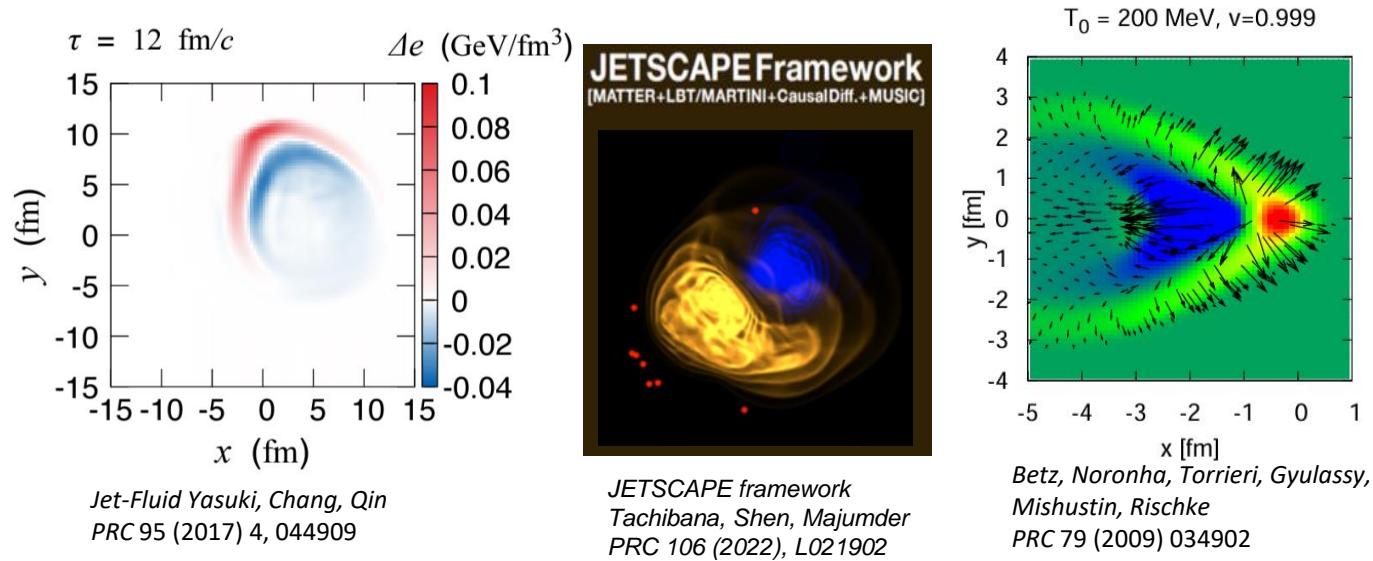 τ = 12 fm/c
Δe (GeV/fm³)
15
10
5
0
-5
-10
-15
y (fm)
-15 -10 -5 0 5 10 15
x (fm)
0.1
0.08
0.06
0.04
0.02
0
-0.02
-0.04
Jet-Fluid Yasuki, Chang, Qin
PRC 95 (2017) 4, 044909
JETSCAPE Framework
[MATTER+LBT/MARTINI+CausalDiff.+MUSIC]
JETSCAPE framework
Tachibana, Shen, Majumder
PRC 106 (2022), L021902
T₀ = 200 MeV, v=0.999
4
3
2
1
0
-1
-2
-3
-4
y [fm]
-5 -4 -3 -2 -1 0 1
x [fm]
Betz, Noronha, Torrieri, Gyulassy,
Mishustin, Rischke
PRC 79 (2009) 034902